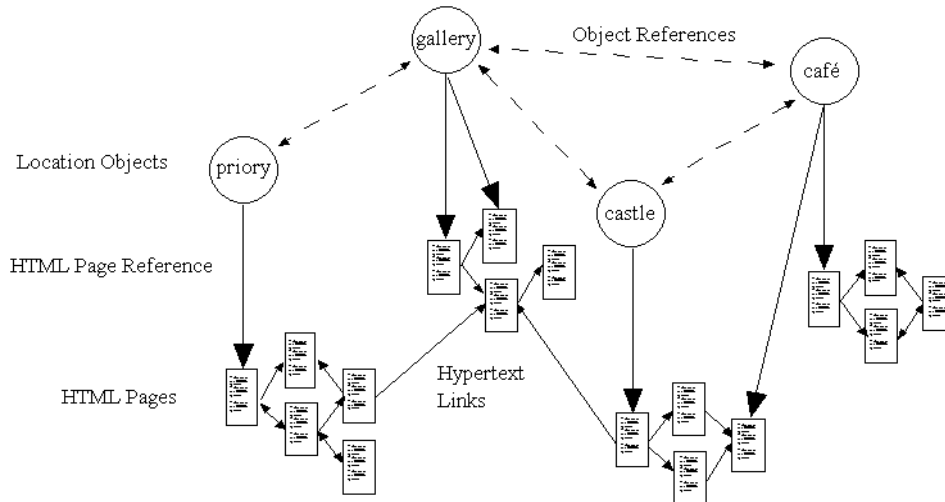 gallery
Object References
café
Location Objects
priory
castle
HTML Page Reference
HTML Pages
Hypertext
Links